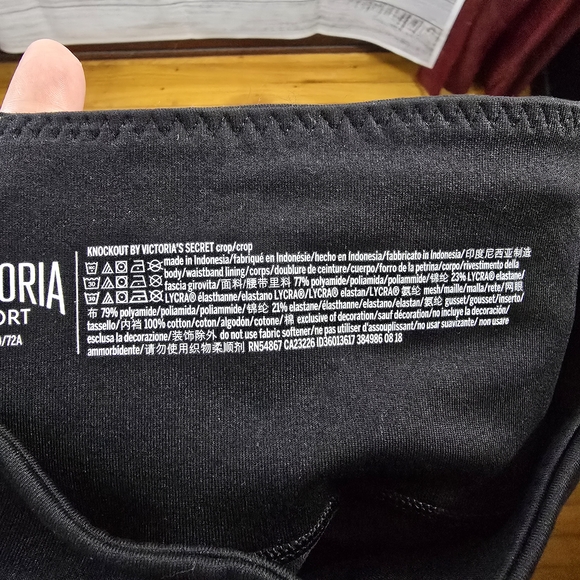 ORIA
ORT
/72A
KNOCKOUT BY VICTORIA'S SECRET crop/crop
made in Indonesia/fabriqué en Indonésie/hecho en Indonesia/fabbricato in Indonesia/印度尼西亚制造
body/waistband lining/corps/doublure de ceinture/cuerpo/forro de la petrina/corpo/rivestimento della
fascia girovita/面料/腰带里料 77% polyamide/poliamida/poliammide/锦纶 23% LYCRA® elastane/
LYCRA® élasthanne/elastano LYCRA®/LYCRA® elastan/LYCRA® 氨纶 mesh/maille/malla/rete/网眼
布 79% polyamide/poliamida/poliammide/锦纶 21% elastane/élasthanne/elastano/elastan/氨纶 gusset/gousset/inserto/
tassello/内裆 100% cotton/coton/algodón/cotone/棉 exclusive of decoration/sauf décoration/no incluye la decoración/
esclusa la decorazione/装饰除外 do not use fabric softener/ne pas utiliser d'assouplissant/no usar suavizante/non usare
ammorbidente/请勿使用织物柔顺剂 RN54867 CA23226 ID36013617 384986 08 18